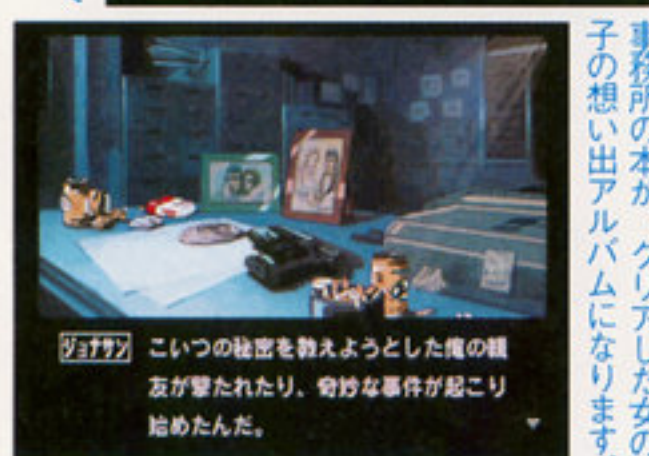 事務所の本が、クリアした女の
子の想い出アルバムになります。
ジョナサン こいつの秘密を教えようとした俺の親
友が撃たれたり、奇妙な事件が起こり
始めたんだ。